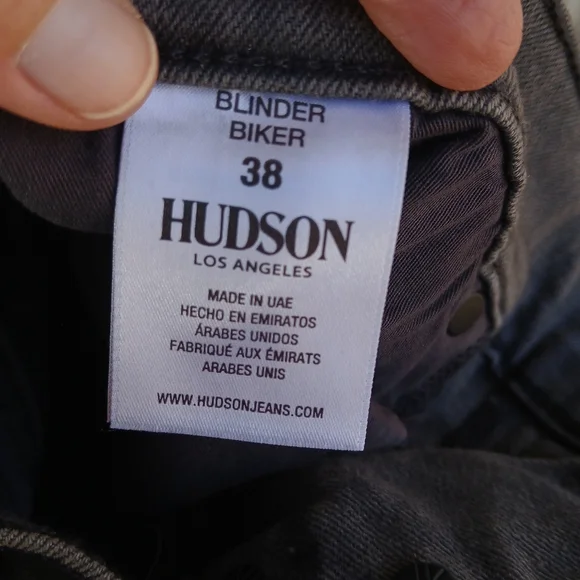 BLINDER
BIKER
38
HUDSON
LOS ANGELES
MADE IN UAE
HECHO EN EMIRATOS
ÁRABES UNIDOS
FABRIQUÉ AUX ÉMIRATS
ARABES UNIS
WWW.HUDSONJEANS.COM